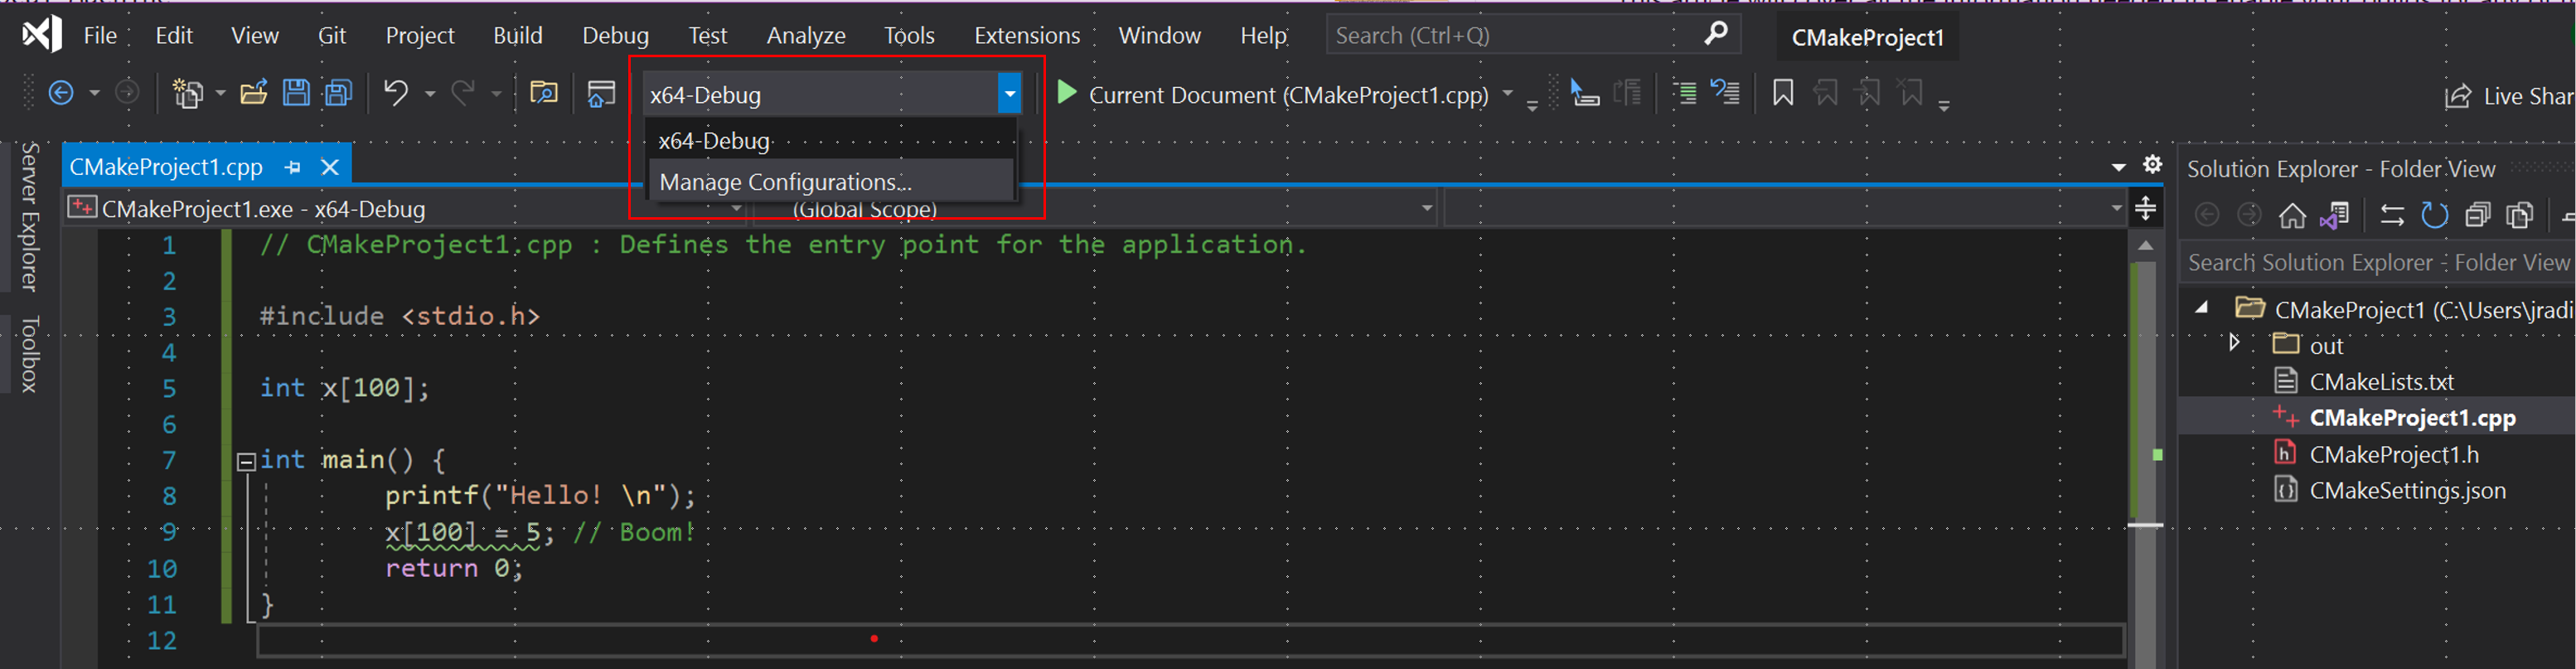 File Edit View Git Project Build Debug Test Analyze Tools Extensions Window Help Search (Ctrl+Q) CMakeProject1
x64-Debug Current Document (CMakeProject1.cpp) Live Shar
x64-Debug
Manage Configurations...
Server Explorer
Toolbox
CMakeProject1.cpp
CMakeProject1.exe - x64-Debug (Global Scope)
1 // CMakeProject1.cpp : Defines the entry point for the application.
2
3 #include <stdio.h>
4
5 int x[100];
6
7 int main() {
8 printf("Hello! \n");
9 x[100] = 5; // Boom!
10 return 0;
11 }
12
Solution Explorer - Folder View
Search Solution Explorer - Folder View
CMakeProject1 (C:\Users\jradi
out
CMakeLists.txt
CMakeProject1.cpp
CMakeProject1.h
CMakeSettings.json